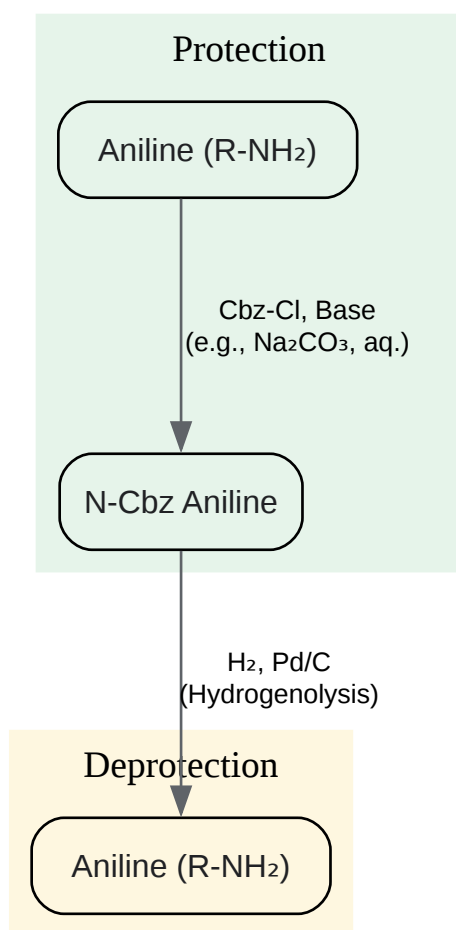 Protection
Aniline (R-NH₂)
Cbz-Cl, Base
(e.g., Na₂CO₃, aq.)
N-Cbz Aniline
H₂, Pd/C
(Hydrogenolysis)
Deprotection
Aniline (R-NH₂)